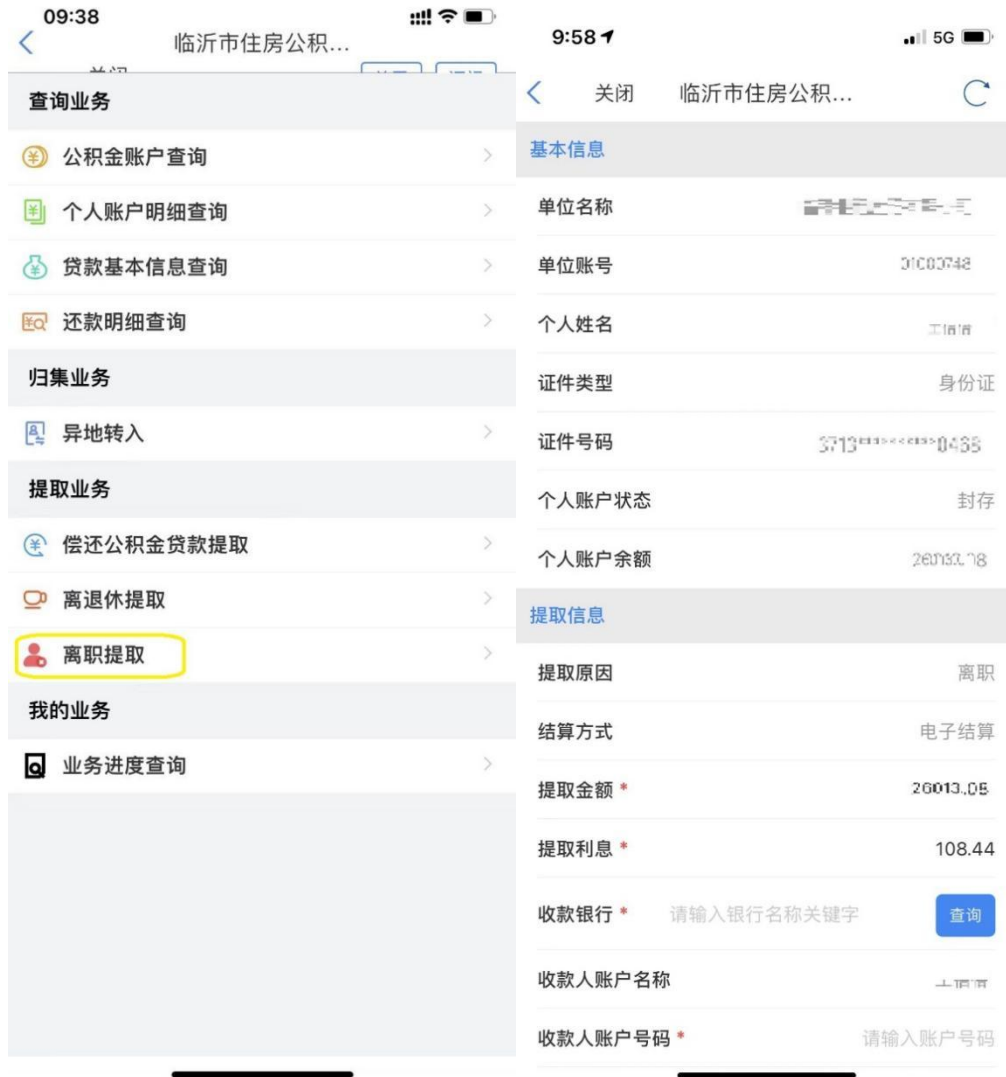 09:38
临沂市住房公积...
查询业务
公积金账户查询
个人账户明细查询
贷款基本信息查询
还款明细查询
归集业务
异地转入
提取业务
偿还公积金贷款提取
离退休提取
离职提取
我的业务
业务进度查询
9:58
5G
关闭 临沂市住房公积...
基本信息
单位名称
单位账号
个人姓名
证件类型 身份证
证件号码
个人账户状态 封存
个人账户余额
提取信息
提取原因 离职
结算方式 电子结算
提取金额 *
提取利息 * 108.44
收款银行 * 请输入银行名称关键字 查询
收款人账户名称
收款人账户号码 * 请输入账户号码